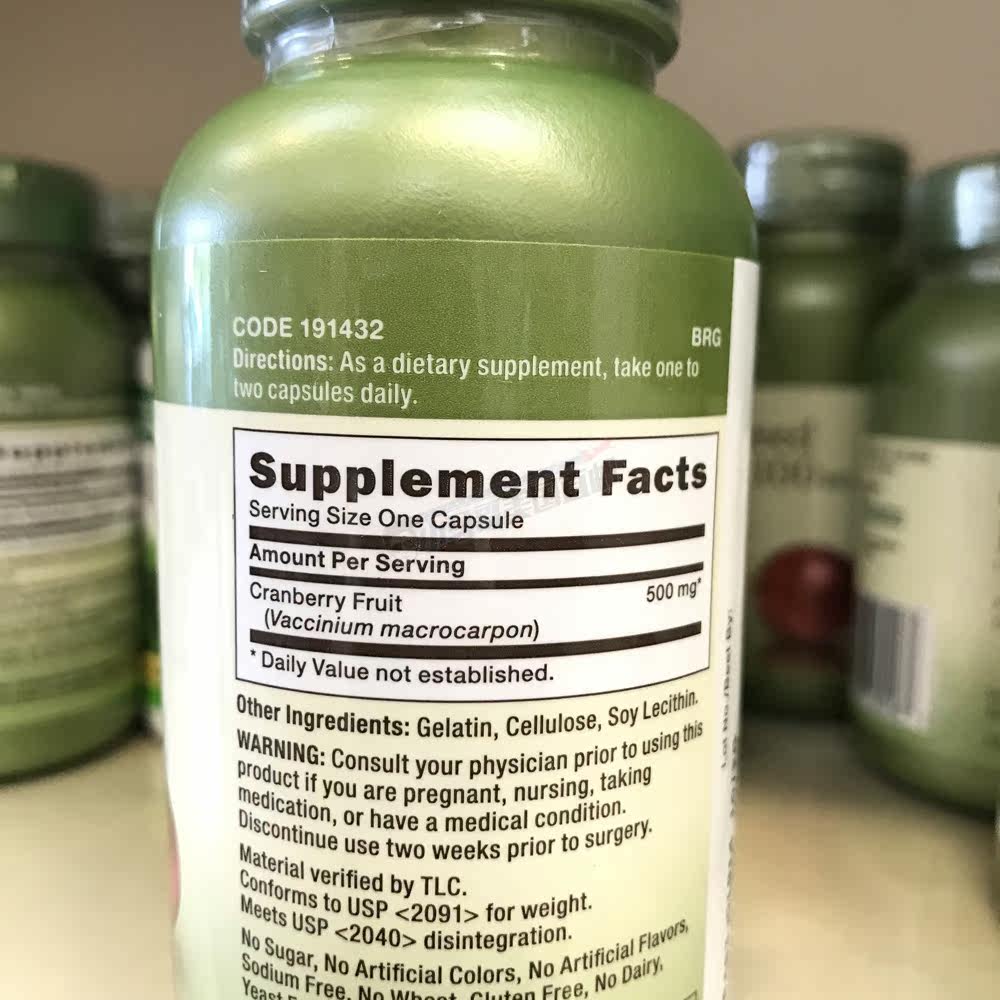 CODE 191432
BRG
Directions: As a dietary supplement, take one to
two capsules daily.
Supplement Facts
Serving Size One Capsule
Amount Per Serving
Cranberry Fruit 500 mg*
(Vaccinium macrocarpon)
* Daily Value not established.
Other Ingredients: Gelatin, Cellulose, Soy Lecithin.
WARNING: Consult your physician prior to using this
product if you are pregnant, nursing, taking
medication, or have a medical condition.
Discontinue use two weeks prior to surgery.
Material verified by TLC.
Conforms to USP <2091> for weight.
Meets USP <2040> disintegration.
No Sugar, No Artificial Colors, No Artificial Flavors,
Sodium Free, No Wheat, Gluten Free, No Dairy,
Yeast
Lot No./Best By: